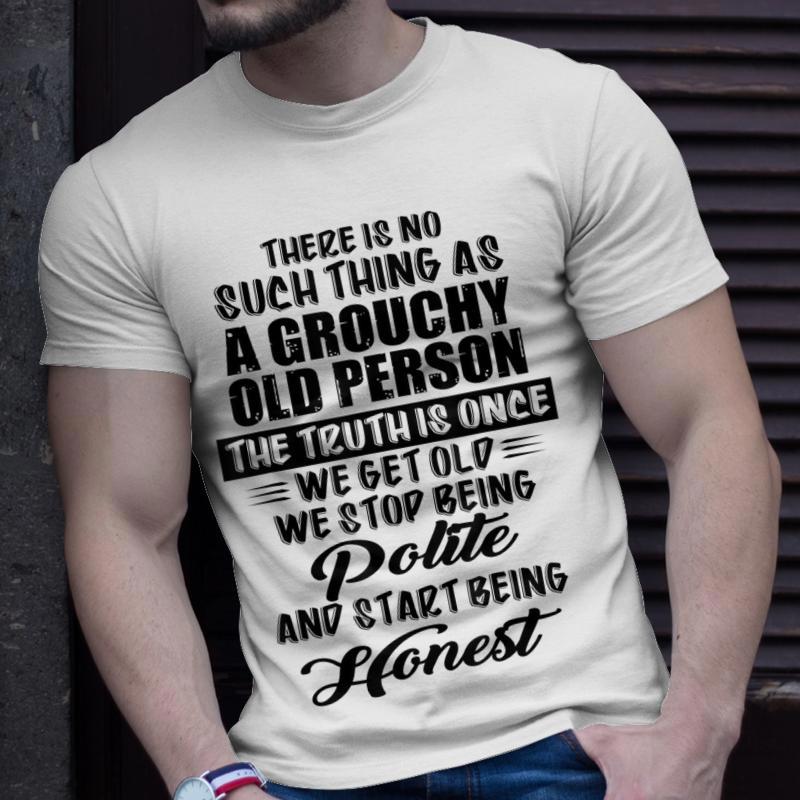 THERE IS NO
SUCH THING AS
A GROUCHY
OLD PERSON
THE TRUTH IS ONCE
WE GET OLD
WE STOP BEING
Polite
AND START BEING
Honest